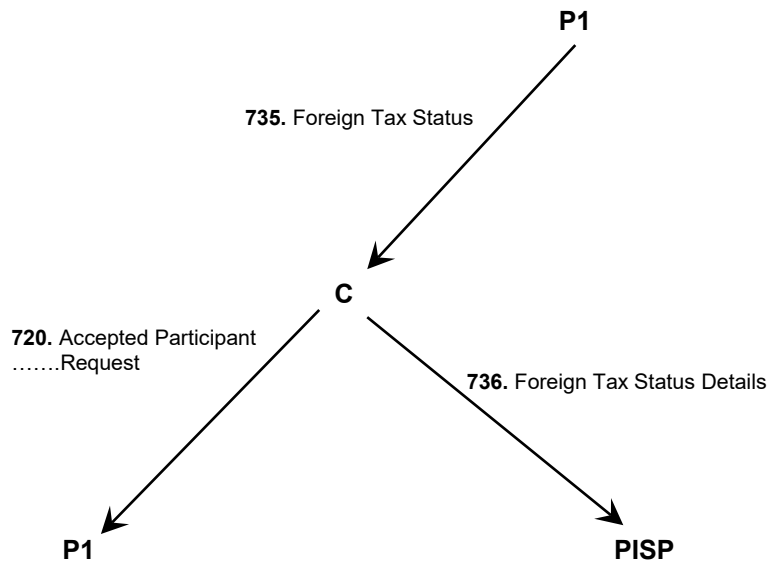 P1
735. Foreign Tax Status
C
720. Accepted Participant
…….Request
736. Foreign Tax Status Details
P1
PISP